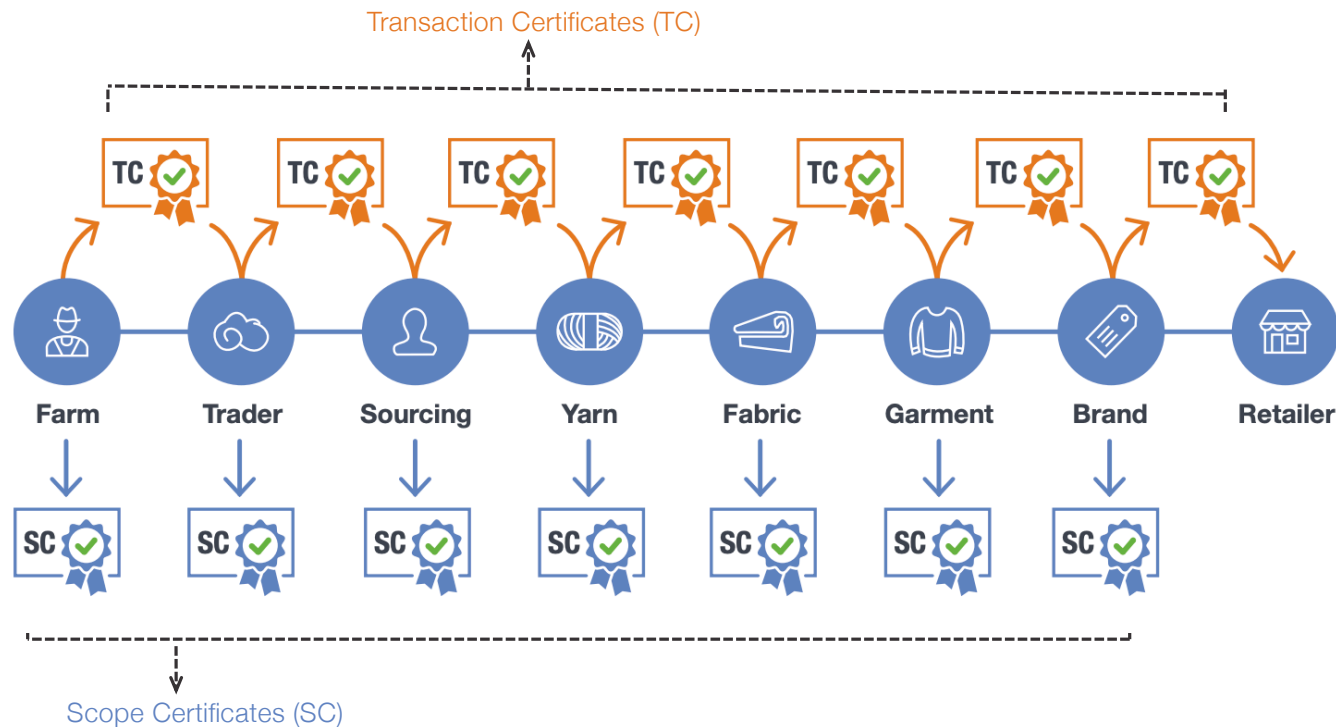 Transaction Certificates (TC)
TC TC TC TC TC TC TC
Farm Trader Sourcing Yarn Fabric Garment Brand Retailer
SC SC SC SC SC SC SC
Scope Certificates (SC)